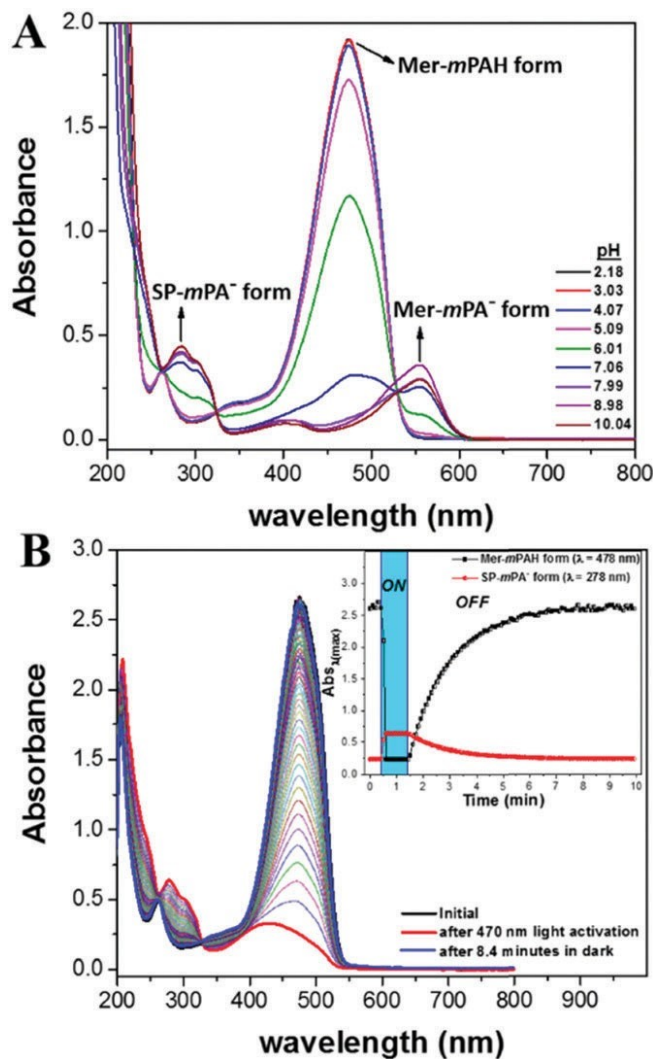 A
2.0
Mer-mPAH form
1.5
Absorbance
1.0
SP-mPA⁻ form
Mer-mPA⁻ form
0.5
0.0
pH
2.18
3.03
4.07
5.09
6.01
7.06
7.99
8.98
10.04
200 300 400 500 600 700 800
wavelength (nm)
B
3.0
2.5
2.0
1.5
1.0
0.5
0.0
Absorbance
Mer-mPAH form (λ = 478 nm)
SP-mPA⁻ form (λ = 278 nm)
ON
OFF
3.0
2.5
2.0
1.5
1.0
0.5
0.0
Abs λ(max)
0 1 2 3 4 5 6 7 8 9 10
Time (min)
Initial
after 470 nm light activation
after 8.4 minutes in dark
200 300 400 500 600 700 800 900
wavelength (nm)